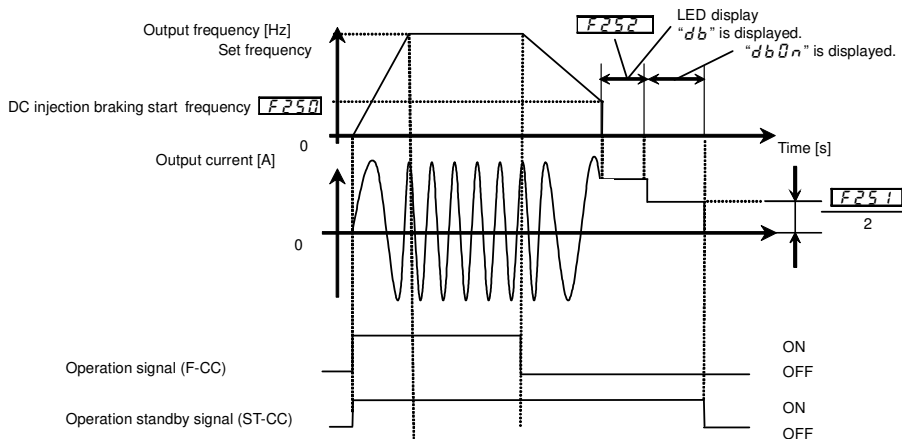 Output frequency [Hz]
Set frequency
DC injection braking start frequency F250
0
F252
LED display
“db” is displayed.
“dbOn” is displayed.
Time [s]
Output current [A]
0
F251
2
Operation signal (F-CC)
ON
OFF
Operation standby signal (ST-CC)
ON
OFF